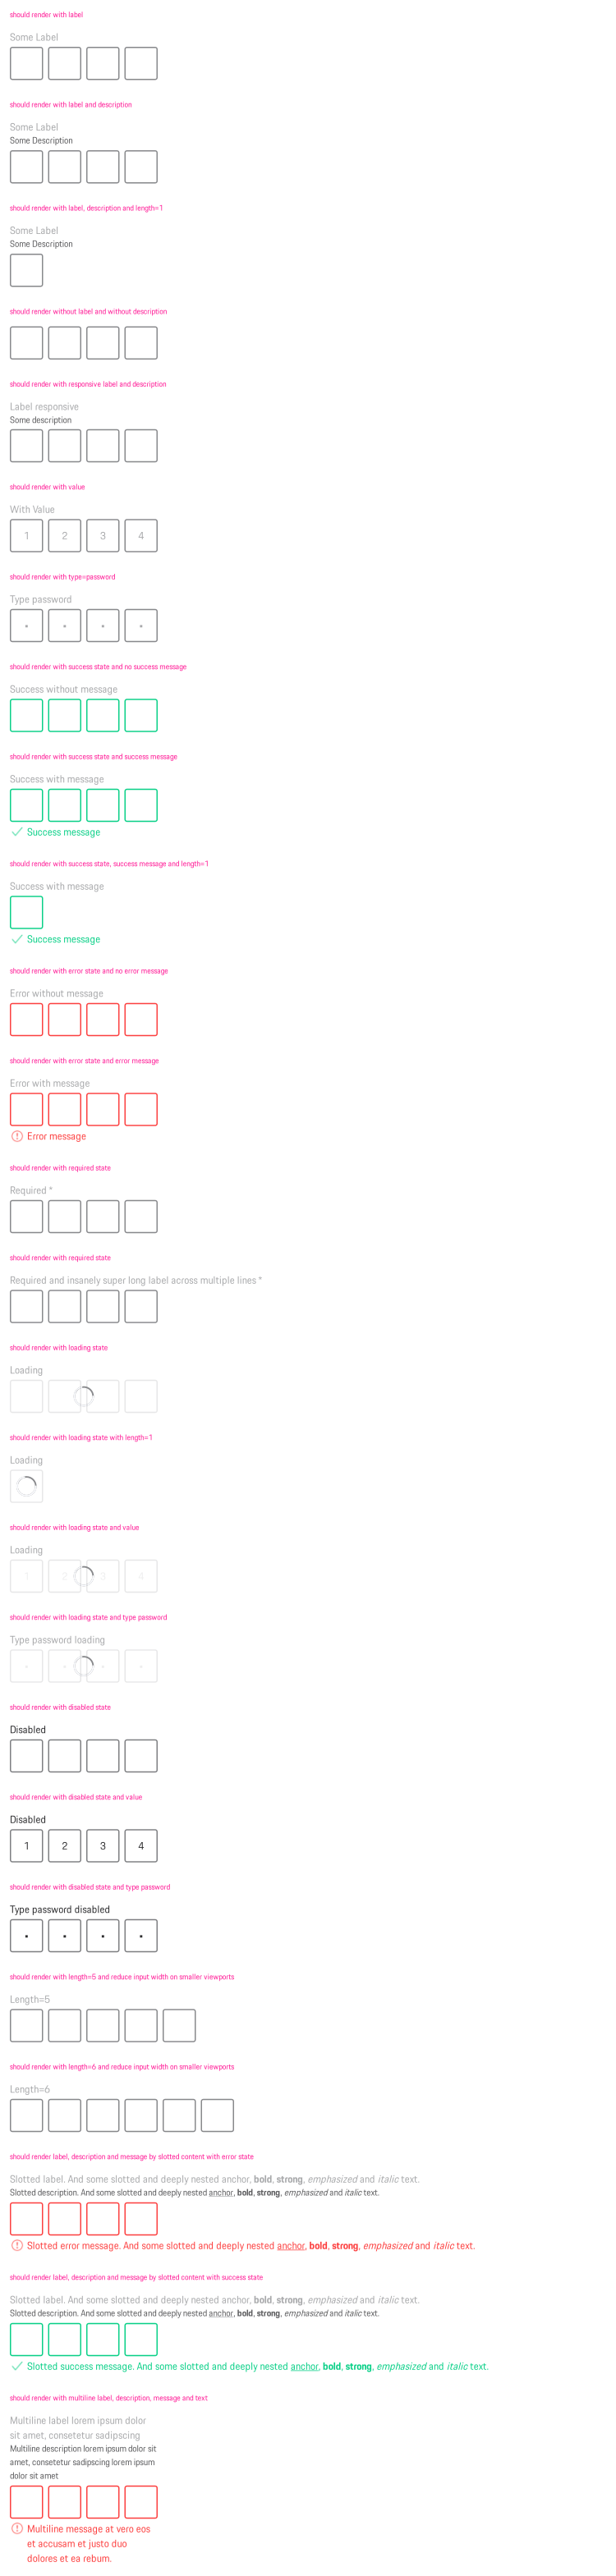 should render with label
Some Label
should render with label and description
Some Label
Some Description
should render with label, description and length=1
Some Label
Some Description
should render without label and without description
should render with responsive label and description
Label responsive
Some description
should render with value
With Value
1 2 3 4
should render with type=password
Type password
should render with success state and no success message
Success without message
should render with success state and success message
Success with message
Success message
should render with success state, success message and length=1
Success with message
Success message
should render with error state and no error message
Error without message
should render with error state and error message
Error with message
Error message
should render with required state
Required *
should render with required state
Required and insanely super long label across multiple lines *
should render with loading state
Loading
should render with loading state with length=1
Loading
should render with loading state and value
Loading
1 2 3 4
should render with loading state and type password
Type password loading
should render with disabled state
Disabled
should render with disabled state and value
Disabled
1 2 3 4
should render with disabled state and type password
Type password disabled
should render with length=5 and reduce input width on smaller viewports
Length=5
should render with length=6 and reduce input width on smaller viewports
Length=6
should render label, description and message by slotted content with error state
Slotted label. And some slotted and deeply nested anchor, bold, strong, emphasized and italic text.
Slotted description. And some slotted and deeply nested anchor, bold, strong, emphasized and italic text.
Slotted error message. And some slotted and deeply nested anchor, bold, strong, emphasized and italic text.
should render label, description and message by slotted content with success state
Slotted label. And some slotted and deeply nested anchor, bold, strong, emphasized and italic text.
Slotted description. And some slotted and deeply nested anchor, bold, strong, emphasized and italic text.
Slotted success message. And some slotted and deeply nested anchor, bold, strong, emphasized and italic text.
should render with multiline label, description, message and text
Multiline label lorem ipsum dolor
sit amet, consetetur sadipscing
Multiline description lorem ipsum dolor sit
amet, consetetur sadipscing lorem ipsum
dolor sit amet
Multiline message at vero eos
et accusam et justo duo
dolores et ea rebum.